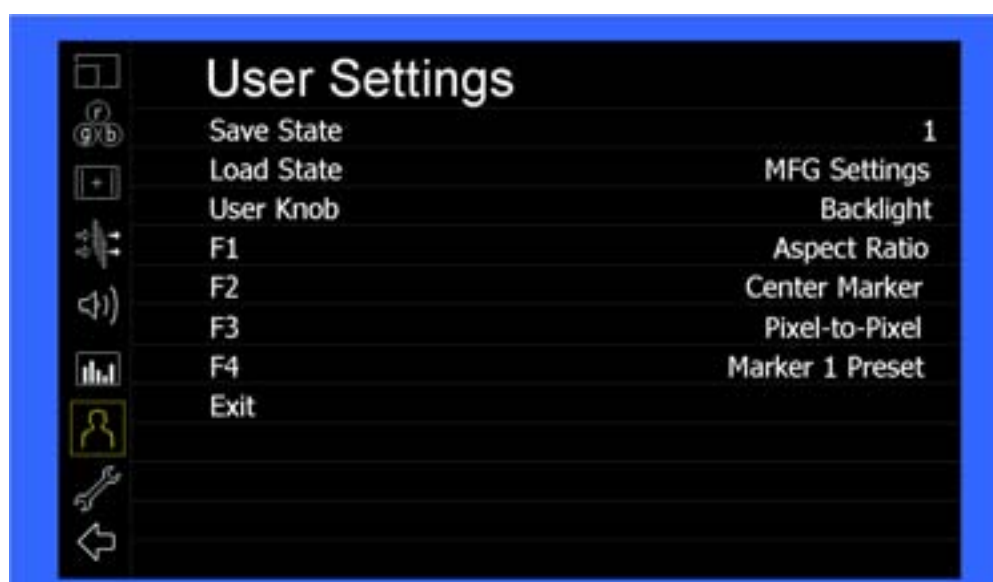 User Settings
Save State 1
Load State MFG Settings
User Knob Backlight
F1 Aspect Ratio
F2 Center Marker
F3 Pixel-to-Pixel
F4 Marker 1 Preset
Exit
r
g b